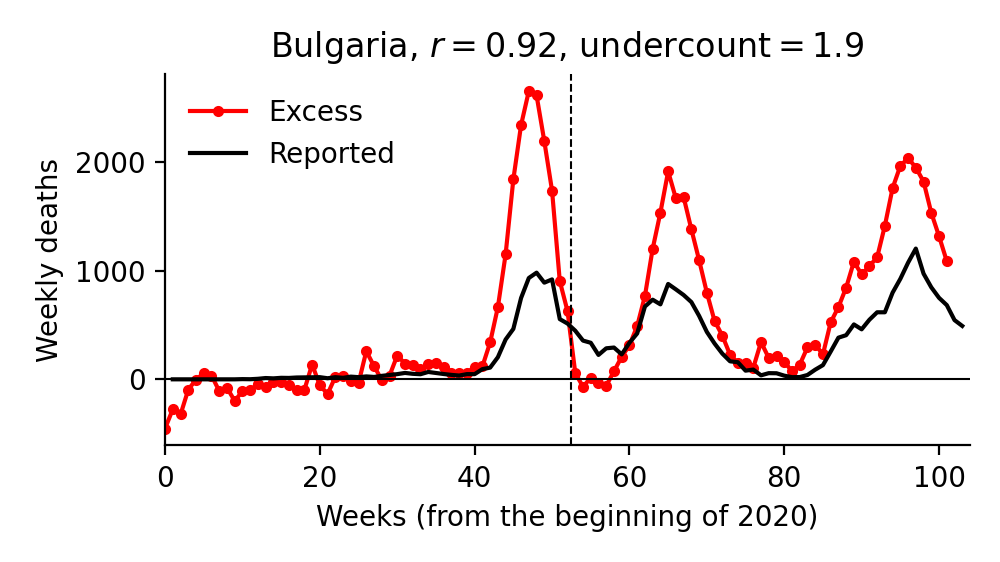 Bulgaria, r = 0.92, undercount = 1.9
Excess
Reported
Weekly deaths
2000
1000
0
0 20 40 60 80 100
Weeks (from the beginning of 2020)